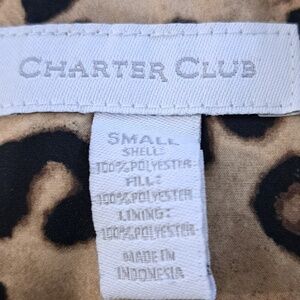 CHARTER CLUB
SMALL
SHELL:
100%POLYESTER
FILL:
100%POLYESTER
LINING:
100%POLYESTER
MADE IN
INDONESIA